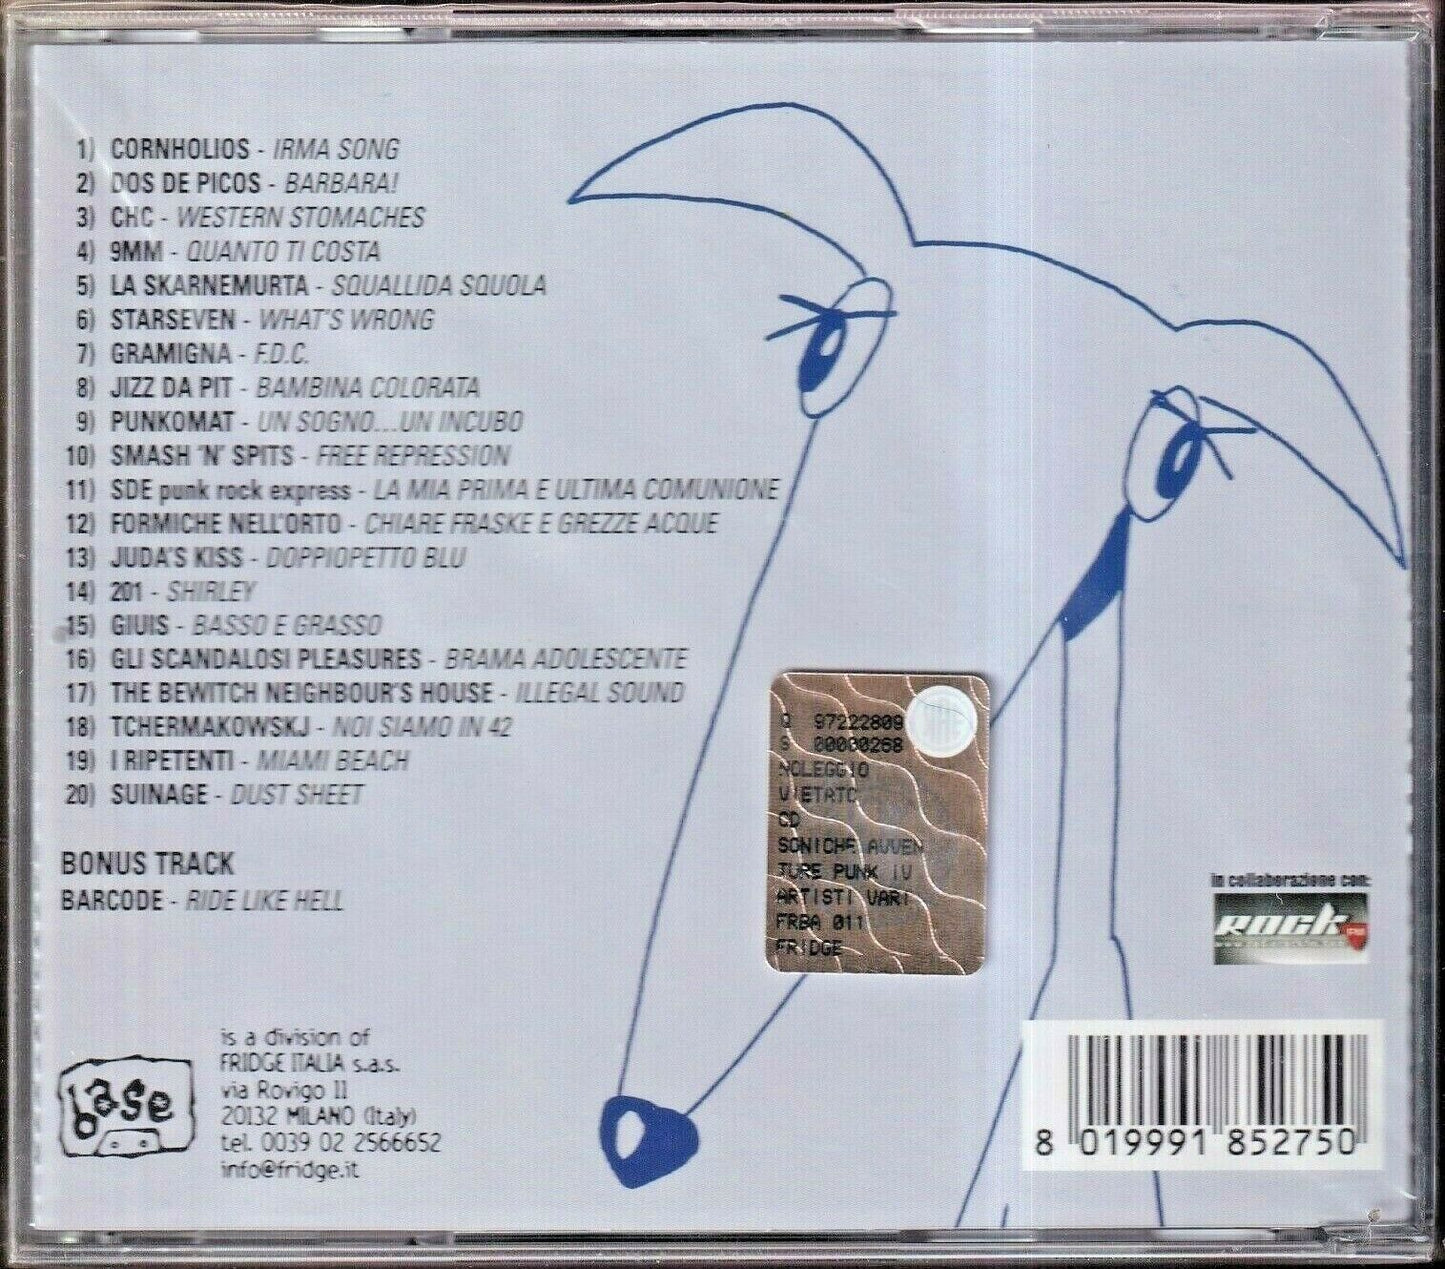 1) CORNHOLIOS - IRMA SONG
2) DOS DE PICOS - BARBARA!
3) CHC - WESTERN STOMACHES
4) 9MM - QUANTO TI COSTA
5) LA SKARNEMURTA - SQUALLIDA SQUOLA
6) STARSEVEN - WHAT'S WRONG
7) GRAMIGNA - F.D.C.
8) JIZZ DA PIT - BAMBINA COLORATA
9) PUNKOMAT - UN SOGNO...UN INCUBO
10) SMASH 'N' SPITS - FREE REPRESSION
11) SDE punk rock express - LA MIA PRIMA E ULTIMA COMUNIONE
12) FORMICHE NELL'ORTO - CHIARE FRASKE E GREZZE ACQUE
13) JUDA'S KISS - DOPPIOPETTO BLU
14) 201 - SHIRLEY
15) GIUIS - BASSO E GRASSO
16) GLI SCANDALOSI PLEASURES - BRAMA ADOLESCENTE
17) THE BEWITCH NEIGHBOUR'S HOUSE - ILLEGAL SOUND
18) TCHERMAKOWSKJ - NOI SIAMO IN 42
19) I RIPETENTI - MIAMI BEACH
20) SUINAGE - DUST SHEET
BONUS TRACK
BARCODE - RIDE LIKE HELL
Q 97222809
S 00000268
NOLEGGIO
VIETATO
CD
SONICHE AVVEN
TURE PUNK IV
ARTISTI VARI
FRBA 011
FRIDGE
in collaborazione con:
ROCK
base
is a division of
FRIDGE ITALIA s.a.s.
via Rovigo 11
20132 MILANO (Italy)
tel. 0039 02 2566652
info@fridge.it
8 019991 852750